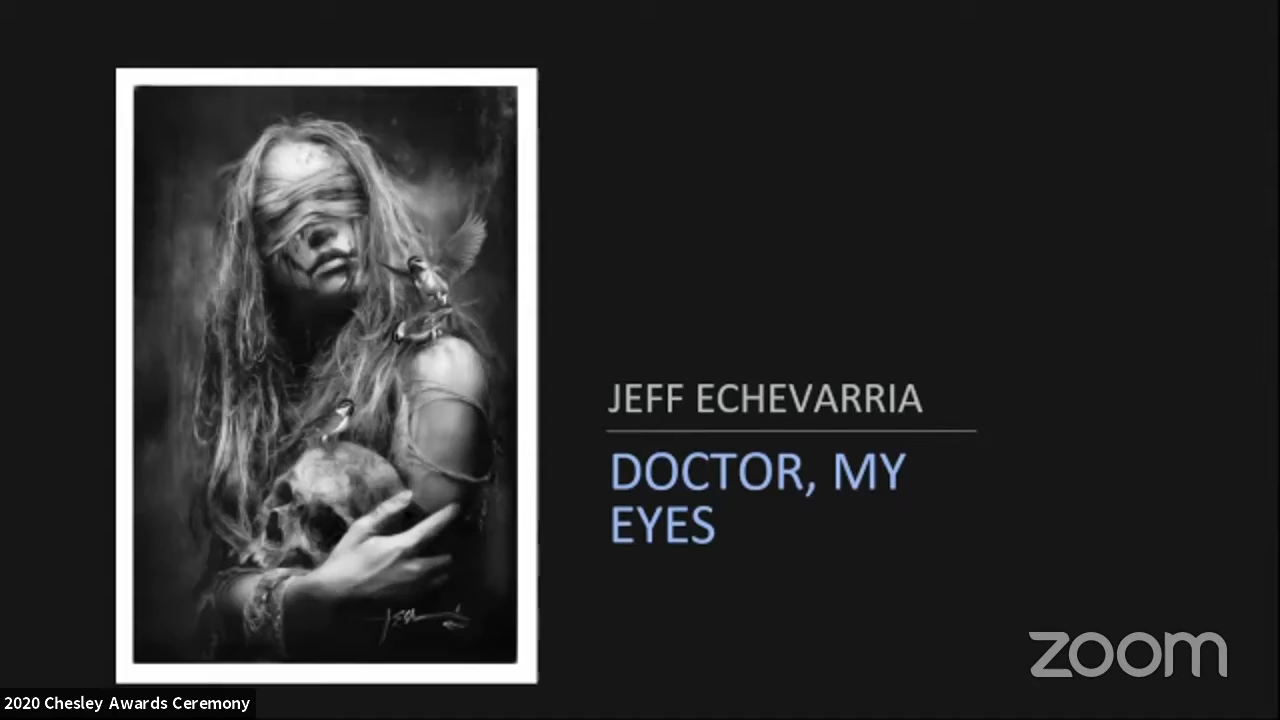 JEFF ECHEVARRIA
DOCTOR, MY
EYES
zoom
2020 Chesley Awards Ceremony